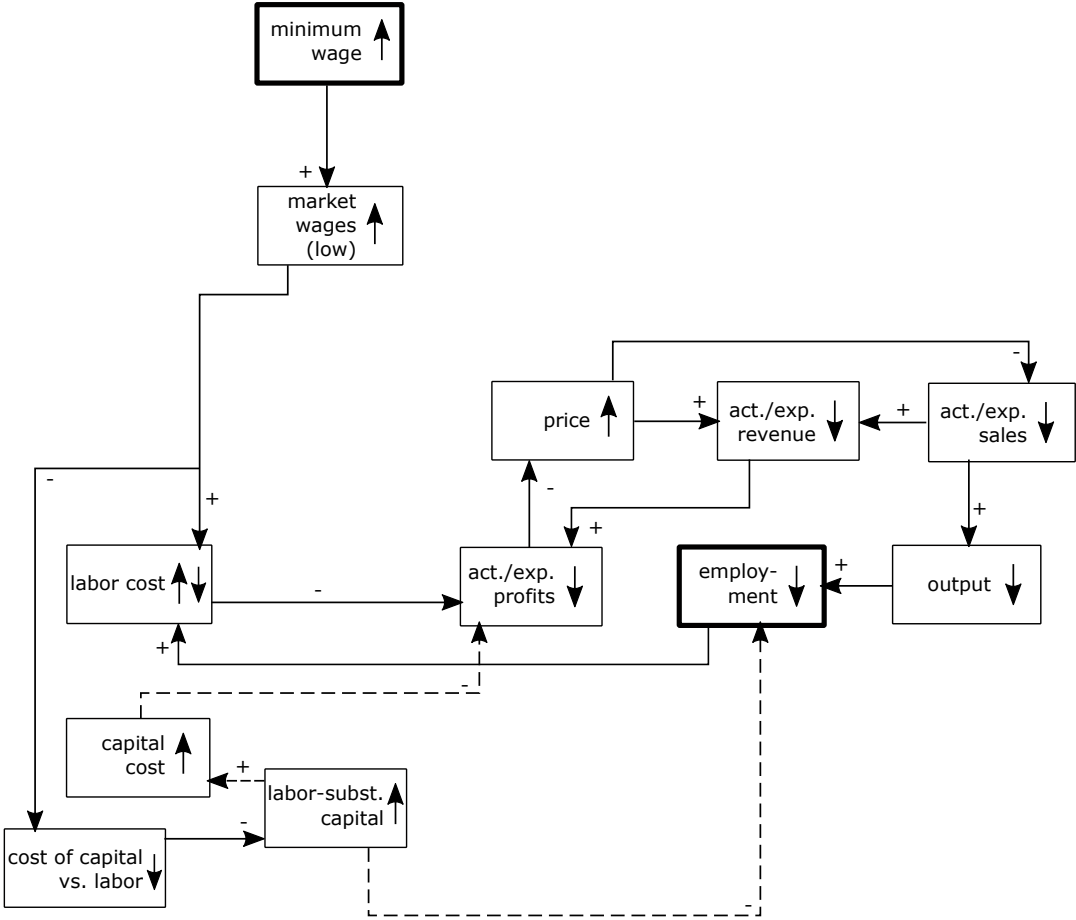 minimum
wage
+
market
wages
(low)
-
-
+
act./exp.
sales
price
+
act./exp.
revenue
+
+
-
+
+
labor cost
-
act./exp.
profits
employ-
ment
+
output
+
-
capital
cost
+
labor-subst.
capital
-
cost of capital
vs. labor
-